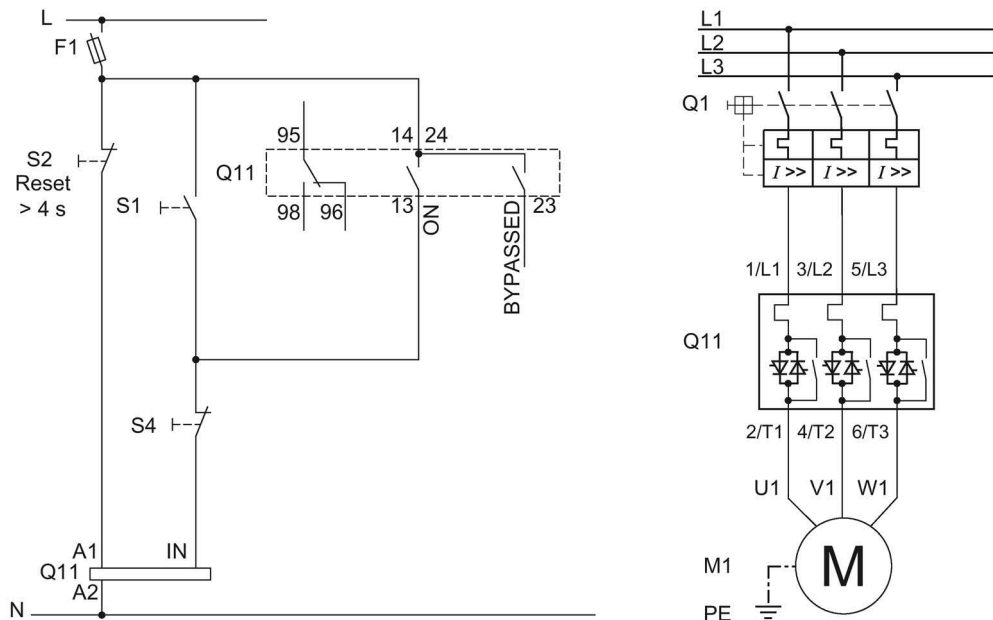 L
F1
S2
Reset
> 4 s
S1
95
14
24
Q11
98
96
13
ON
23
BYPASSED
S4
A1
IN
Q11
A2
N
L1
L2
L3
Q1
I >>
I >>
I >>
1/L1 3/L2 5/L3
Q11
2/T1 4/T2 6/T3
U1 V1 W1
M1
M
PE